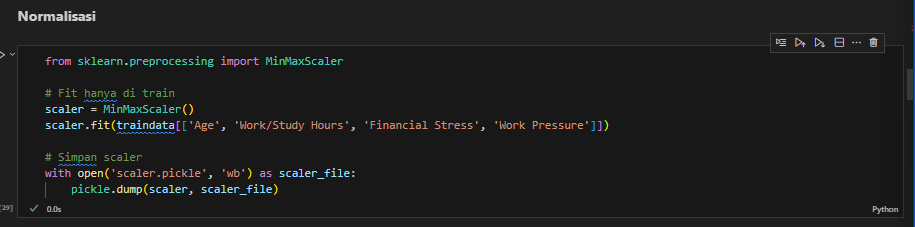 Normalisasi
from sklearn.preprocessing import MinMaxScaler
# Fit hanya di train
scaler = MinMaxScaler()
scaler.fit(traindata[['Age', 'Work/Study Hours', 'Financial Stress', 'Work Pressure']])
# Simpan scaler
with open('scaler.pickle', 'wb') as scaler_file:
    pickle.dump(scaler, scaler_file)
[29] 0.0s Python